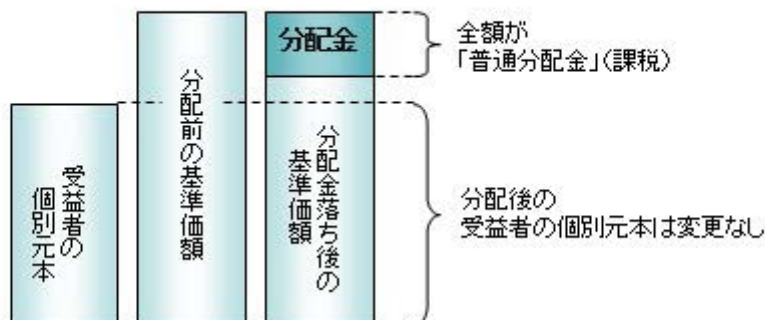 受益者の
個別元本
分配前の基準価額
分配金
分配金落ち後の
基準価額
全額が
「普通分配金」(課税)
分配後の
受益者の個別元本は変更なし